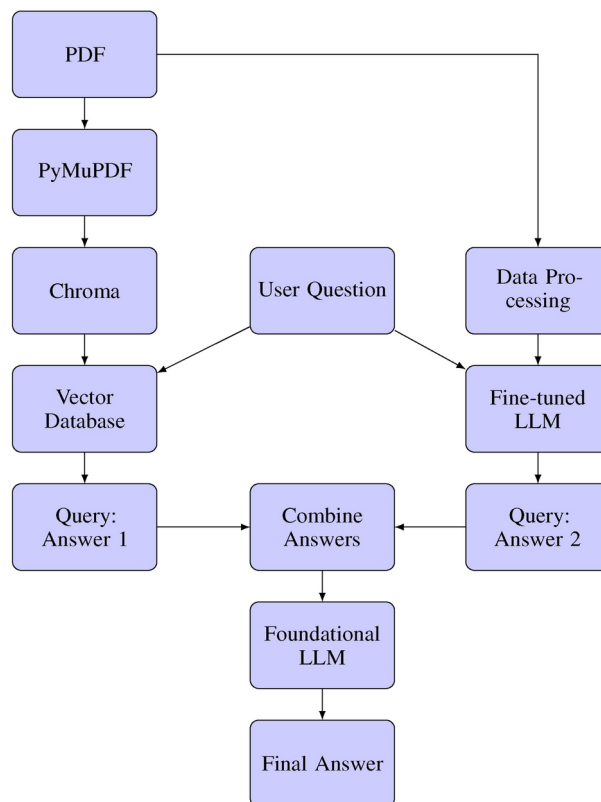 PDF
PyMuPDF
Chroma
User Question
Data Pro-
cessing
Vector
Database
Fine-tuned
LLM
Query:
Answer 1
Combine
Answers
Query:
Answer 2
Foundational
LLM
Final Answer